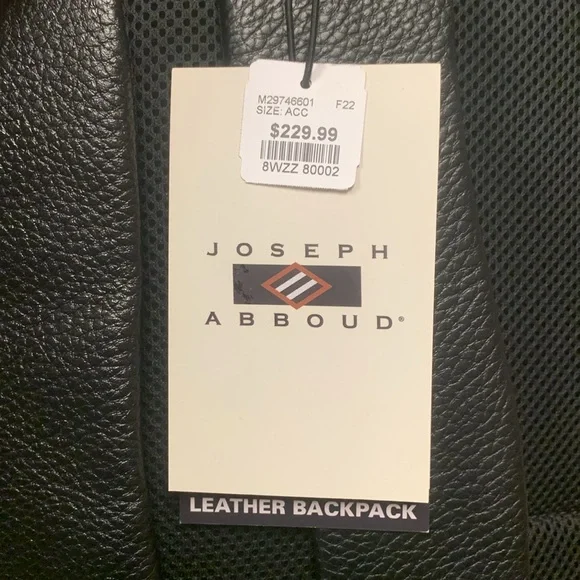 M29746601 F22
SIZE: ACC
$229.99
8WZZ 80002
JOSEPH
ABBOUD®
LEATHER BACKPACK